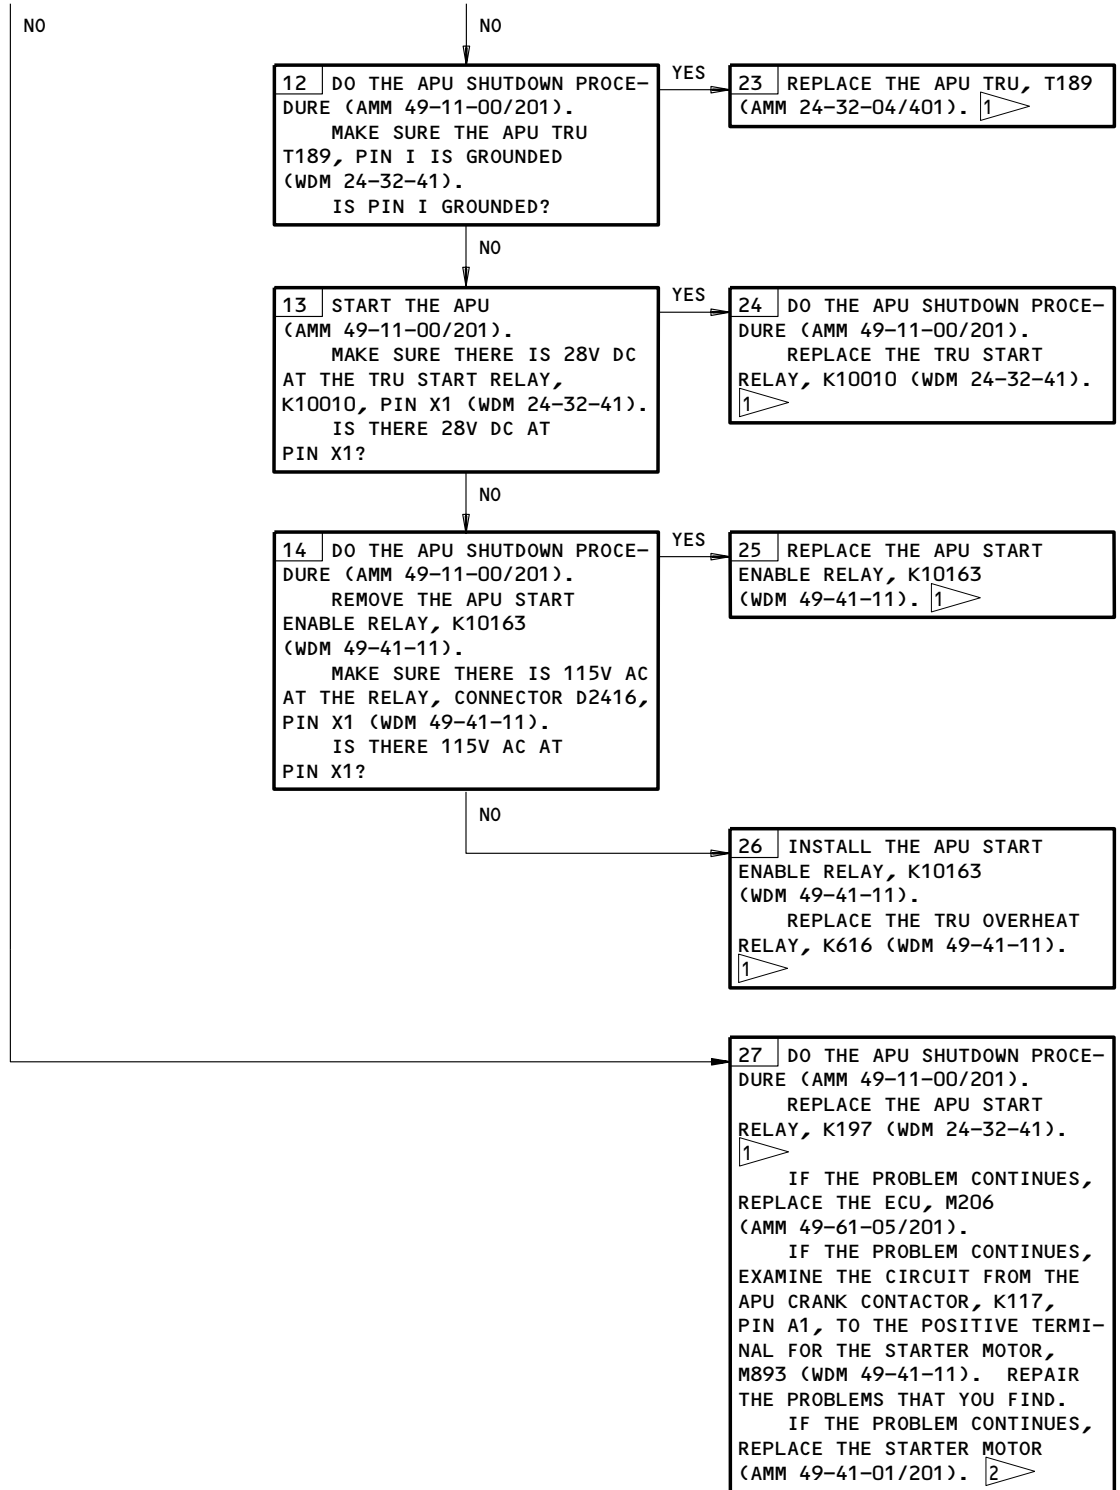 NO
NO
12 DO THE APU SHUTDOWN PROCE-
DURE (AMM 49-11-00/201).
MAKE SURE THE APU TRU
T189, PIN I IS GROUNDED
(WDM 24-32-41).
IS PIN I GROUNDED?
YES
23 REPLACE THE APU TRU, T189
(AMM 24-32-04/401). 1
NO
13 START THE APU
(AMM 49-11-00/201).
MAKE SURE THERE IS 28V DC
AT THE TRU START RELAY,
K10010, PIN X1 (WDM 24-32-41).
IS THERE 28V DC AT
PIN X1?
YES
24 DO THE APU SHUTDOWN PROCE-
DURE (AMM 49-11-00/201).
REPLACE THE TRU START
RELAY, K10010 (WDM 24-32-41).
1
NO
14 DO THE APU SHUTDOWN PROCE-
DURE (AMM 49-11-00/201).
REMOVE THE APU START
ENABLE RELAY, K10163
(WDM 49-41-11).
MAKE SURE THERE IS 115V AC
AT THE RELAY, CONNECTOR D2416,
PIN X1 (WDM 49-41-11).
IS THERE 115V AC AT
PIN X1?
YES
25 REPLACE THE APU START
ENABLE RELAY, K10163
(WDM 49-41-11). 1
NO
26 INSTALL THE APU START
ENABLE RELAY, K10163
(WDM 49-41-11).
REPLACE THE TRU OVERHEAT
RELAY, K616 (WDM 49-41-11).
1
27 DO THE APU SHUTDOWN PROCE-
DURE (AMM 49-11-00/201).
REPLACE THE APU START
RELAY, K197 (WDM 24-32-41).
1
IF THE PROBLEM CONTINUES,
REPLACE THE ECU, M206
(AMM 49-61-05/201).
IF THE PROBLEM CONTINUES,
EXAMINE THE CIRCUIT FROM THE
APU CRANK CONTACTOR, K117,
PIN A1, TO THE POSITIVE TERMI-
NAL FOR THE STARTER MOTOR,
M893 (WDM 49-41-11). REPAIR
THE PROBLEMS THAT YOU FIND.
IF THE PROBLEM CONTINUES,
REPLACE THE STARTER MOTOR
(AMM 49-41-01/201). 2